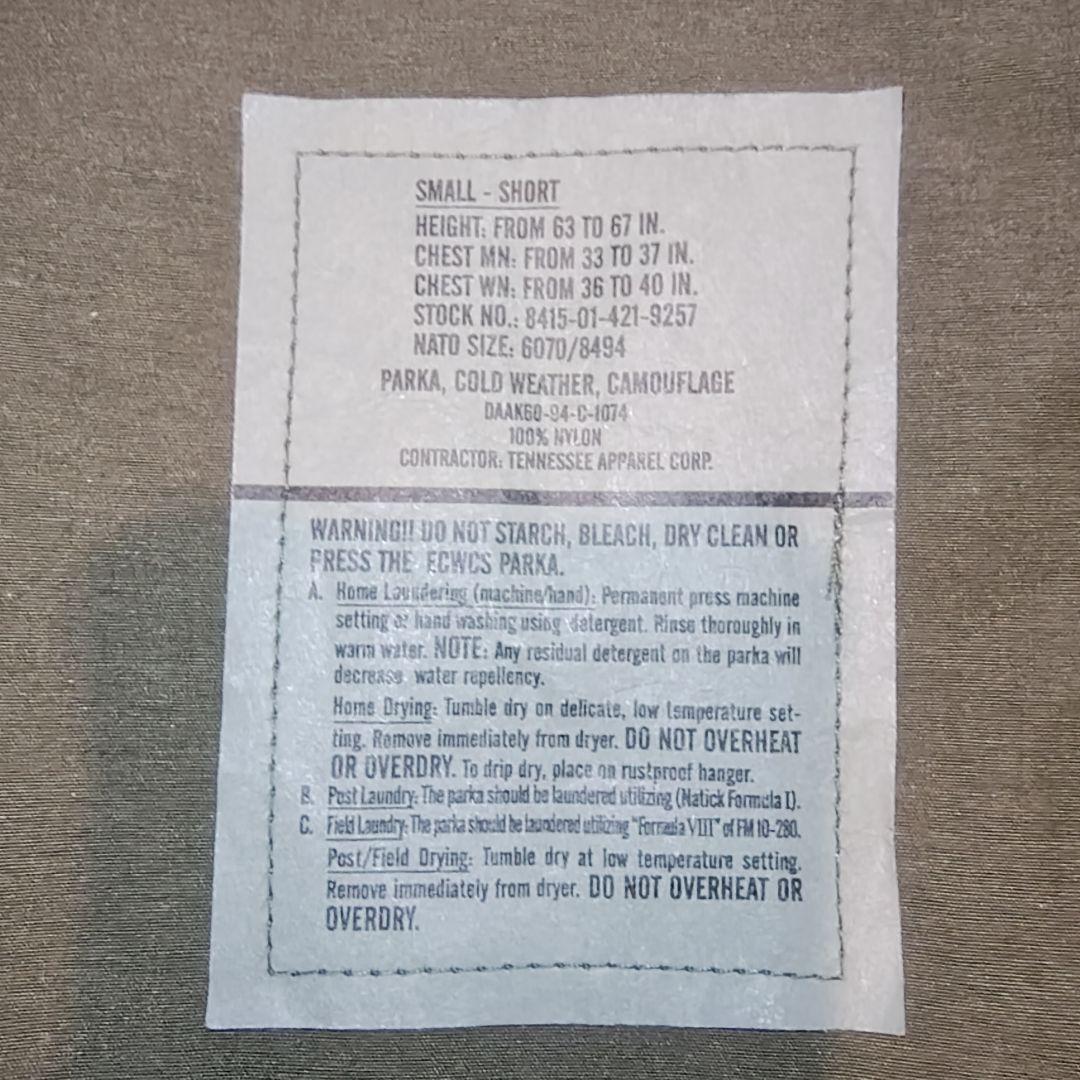 SMALL - SHORT
HEIGHT: FROM 63 TO 67 IN.
CHEST MN: FROM 33 TO 37 IN.
CHEST WN: FROM 36 TO 40 IN.
STOCK NO.: 8415-01-421-9257
NATO SIZE: 6070/8494
PARKA, COLD WEATHER, CAMOUFLAGE
DAAK60-94-C-1074
100% NYLON
CONTRACTOR: TENNESSEE APPAREL CORP.
WARNING!! DO NOT STARCH, BLEACH, DRY CLEAN OR
PRESS THE ECWCS PARKA.
A. Home Laundering (machine/hand): Permanent press machine
setting or hand washing using detergent. Rinse thoroughly in
warm water. NOTE: Any residual detergent on the parka will
decrease water repellency.
Home Drying: Tumble dry on delicate, low temperature set-
ting. Remove immediately from dryer. DO NOT OVERHEAT
OR OVERDRY. To drip dry, place on rustproof hanger.
B. Post Laundry: The parka should be laundered utilizing (Natick Formula I).
C. Field Laundry: The parka should be laundered utilizing "Formula VIII" of FM 10-280.
Post/Field Drying: Tumble dry at low temperature setting.
Remove immediately from dryer. DO NOT OVERHEAT OR
OVERDRY.